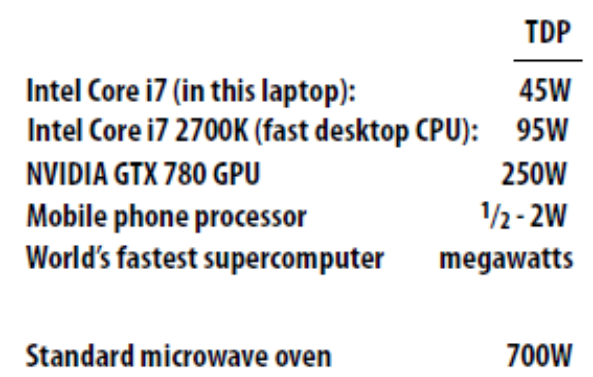 TDP
Intel Core i7 (in this laptop): 45W
Intel Core i7 2700K (fast desktop CPU): 95W
NVIDIA GTX 780 GPU 250W
Mobile phone processor 1/2 - 2W
World’s fastest supercomputer megawatts
Standard microwave oven 700W